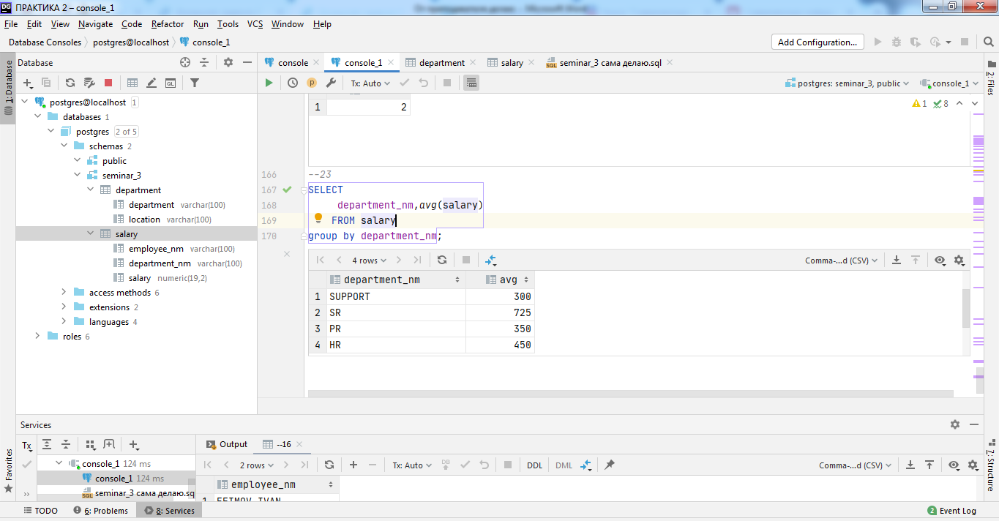 ПРАКТИКА 2 – console_1
File Edit View Navigate Code Refactor Run Tools VCS Window Help
Database Consoles postgres@localhost console_1 Add Configuration...
1: Database
Database
console console_1 department salary seminar_3 сама делаю.sql
2: Files
Tx: Auto postgres: seminar_3, public console_1
postgres@localhost 1
databases 1
postgres 2 of 5
schemas 2
public
seminar_3
department
department varchar(100)
location varchar(100)
salary
employee_nm varchar(100)
department_nm varchar(100)
salary numeric(19,2)
access methods 6
extensions 2
languages 4
roles 6
1 2
1 8
166 --23
167 SELECT
168 department_nm,avg(salary)
169 FROM salary
170 group by department_nm;
4 rows Comma-...d (CSV)
department_nm avg
1 SUPPORT 300
2 SR 725
3 PR 350
4 HR 450
Services
Tx
Output --16
console_1 124 ms
console_1 124 ms
seminar_3 сама делаю.sq
2 rows Tx: Auto DB DDL DML Comma-...d (CSV)
employee_nm
1
Favorites
7: Structure
TODO 6: Problems 8: Services 2 Event Log